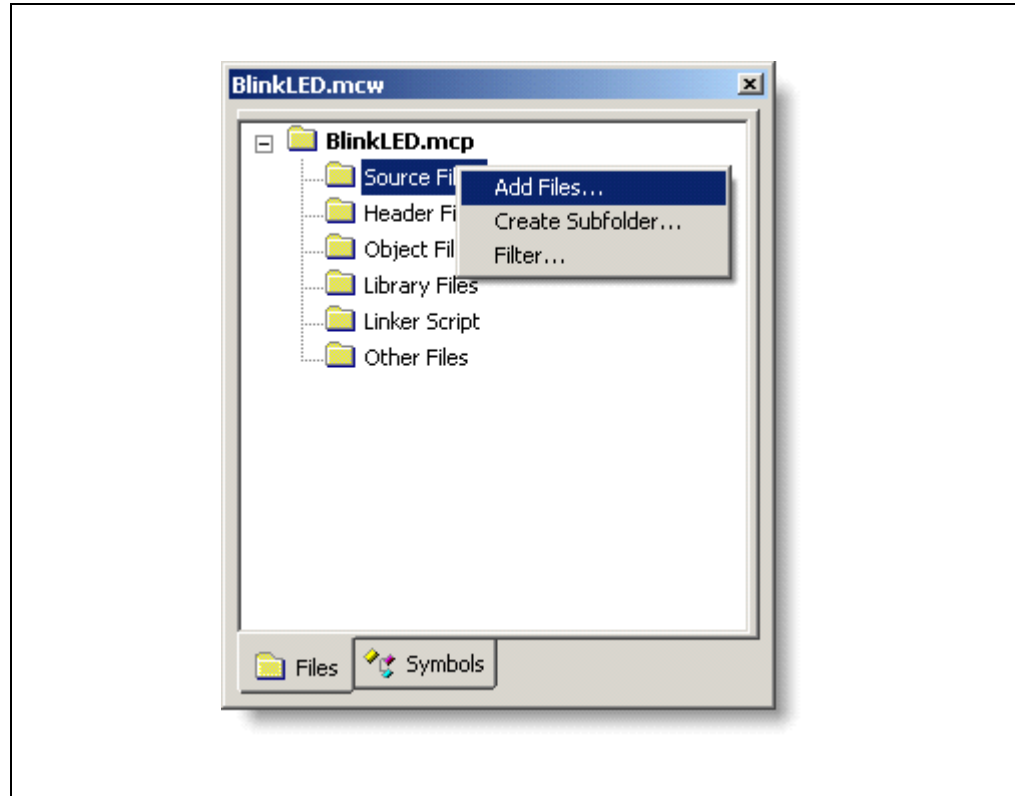 BlinkLED.mcw
BlinkLED.mcp
Source Fi
Add Files...
Header Fi
Create Subfolder...
Object Fil
Filter...
Library Files
Linker Script
Other Files
Files
Symbols